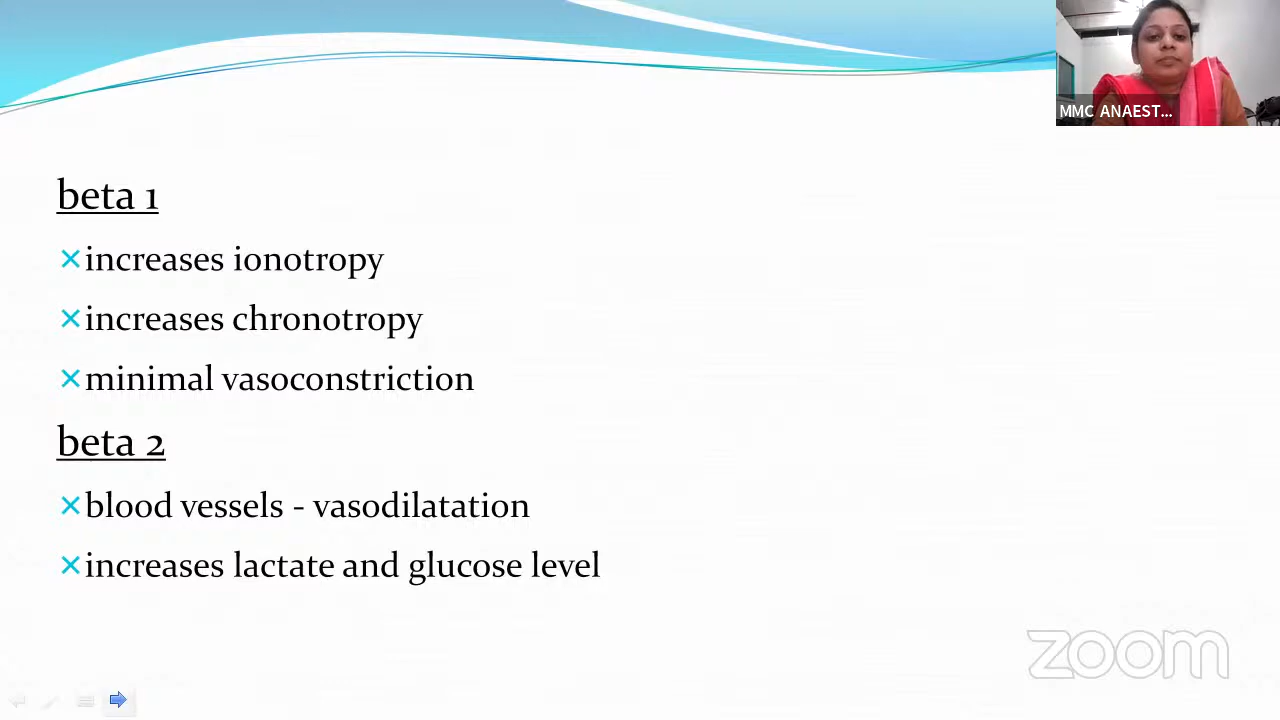 MMC ANAEST...
beta 1
increases ionotropy
increases chronotropy
minimal vasoconstriction
beta 2
blood vessels - vasodilatation
increases lactate and glucose level
zoom